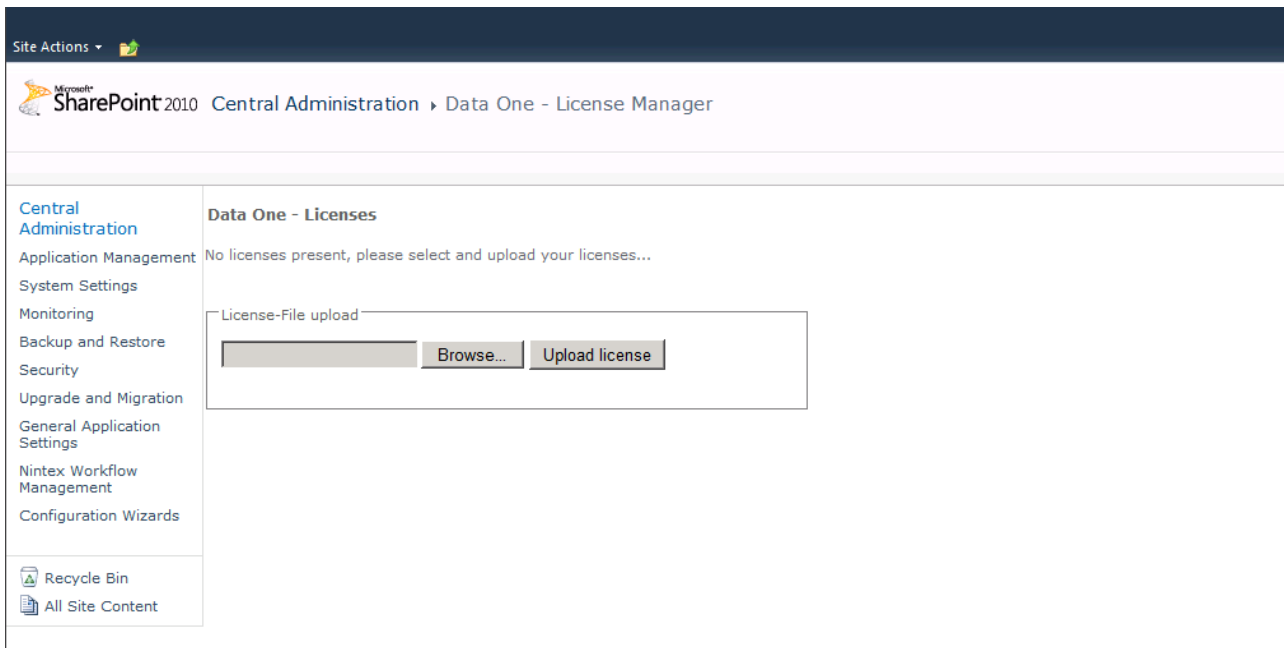 Site Actions
Microsoft
SharePoint 2010 Central Administration Data One - License Manager
Central
Administration
Application Management
System Settings
Monitoring
Backup and Restore
Security
Upgrade and Migration
General Application
Settings
Nintex Workflow
Management
Configuration Wizards
Recycle Bin
All Site Content
Data One - Licenses
No licenses present, please select and upload your licenses...
License-File upload
Browse... Upload license